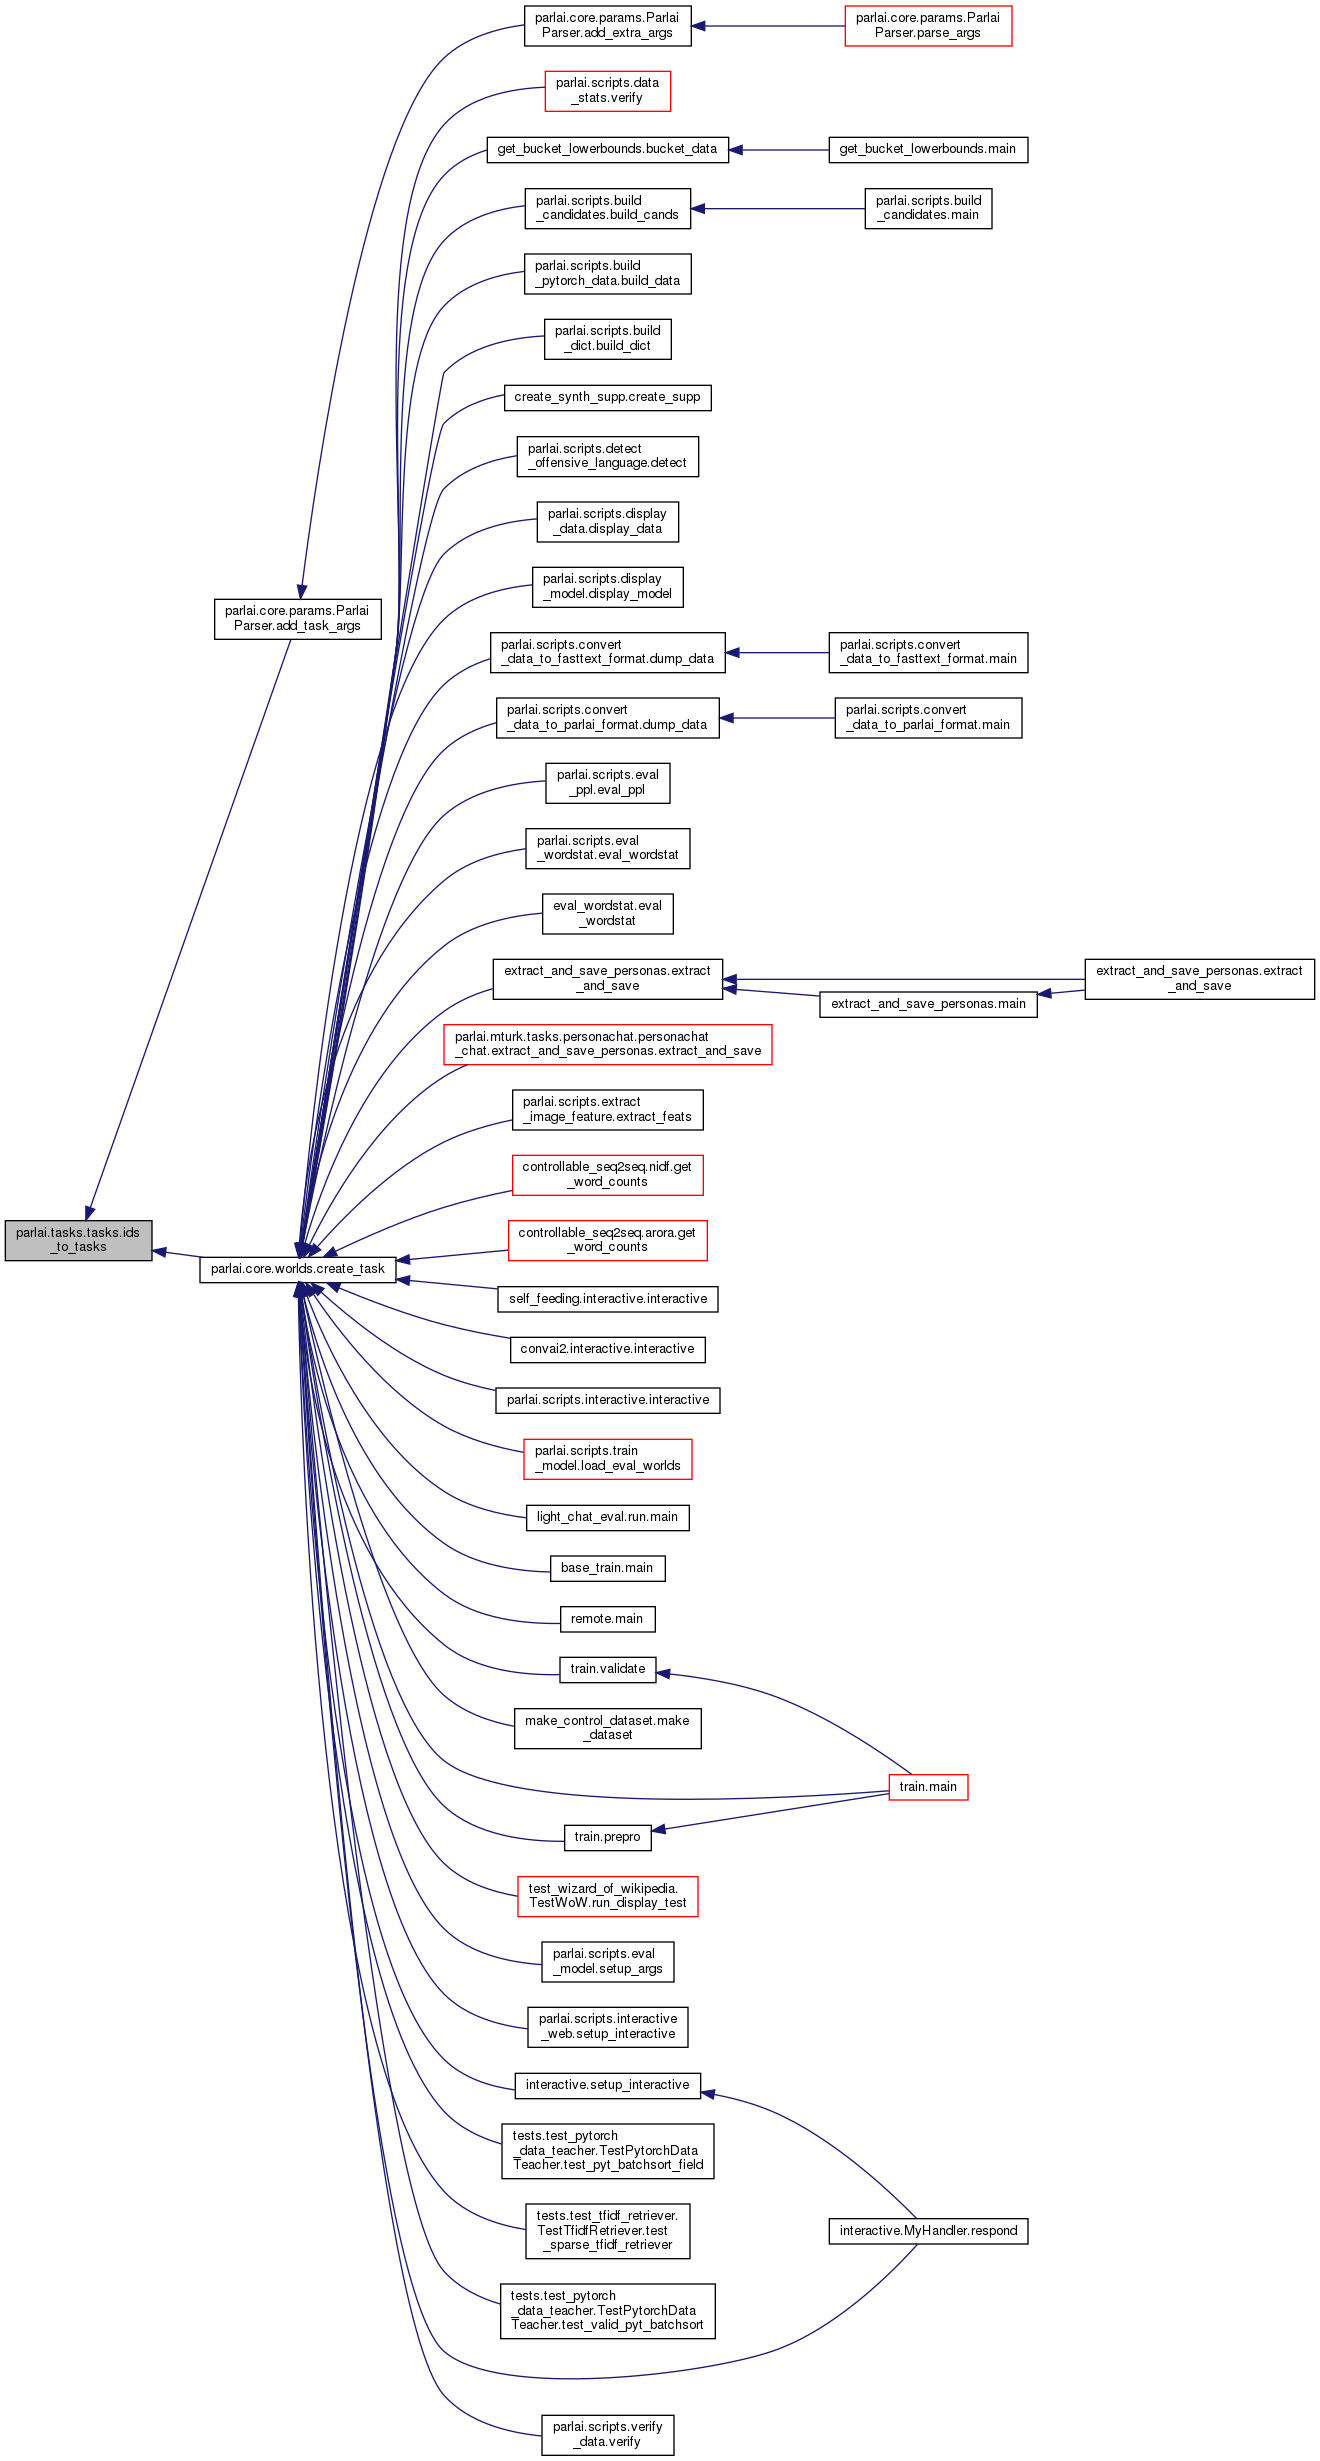 parlai.core.params.Parlai
Parser.add_extra_args
parlai.core.params.Parlai
Parser.parse_args
parlai.scripts.data
_stats.verify
get_bucket_lowerbounds.bucket_data
get_bucket_lowerbounds.main
parlai.scripts.build
_candidates.build_cands
parlai.scripts.build
_candidates.main
parlai.scripts.build
_pytorch_data.build_data
parlai.scripts.build
_dict.build_dict
create_synth_supp.create_supp
parlai.scripts.detect
_offensive_language.detect
parlai.scripts.display
_data.display_data
parlai.scripts.display
_model.display_model
parlai.core.params.Parlai
Parser.add_task_args
parlai.scripts.convert
_data_to_fasttext_format.dump_data
parlai.scripts.convert
_data_to_fasttext_format.main
parlai.scripts.convert
_data_to_parlai_format.dump_data
parlai.scripts.convert
_data_to_parlai_format.main
parlai.scripts.eval
_ppl.eval_ppl
parlai.scripts.eval
_wordstat.eval_wordstat
eval_wordstat.eval
_wordstat
extract_and_save_personas.extract
_and_save
extract_and_save_personas.main
extract_and_save_personas.extract
_and_save
parlai.mturk.tasks.personachat.personachat
_chat.extract_and_save_personas.extract_and_save
parlai.scripts.extract
_image_feature.extract_feats
controllable_seq2seq.nidf.get
_word_counts
parlai.tasks.tasks.ids
_to_tasks
controllable_seq2seq.arora.get
_word_counts
parlai.core.worlds.create_task
self_feeding.interactive.interactive
convai2.interactive.interactive
parlai.scripts.interactive.interactive
parlai.scripts.train
_model.load_eval_worlds
light_chat_eval.run.main
base_train.main
remote.main
train.validate
make_control_dataset.make
_dataset
train.main
train.prepro
test_wizard_of_wikipedia.
TestWoW.run_display_test
parlai.scripts.eval
_model.setup_args
parlai.scripts.interactive
_web.setup_interactive
interactive.setup_interactive
tests.test_pytorch
_data_teacher.TestPytorchData
Teacher.test_pyt_batchsort_field
tests.test_tfidf_retriever.
TestTfidfRetriever.test
_sparse_tfidf_retriever
interactive.MyHandler.respond
tests.test_pytorch
_data_teacher.TestPytorchData
Teacher.test_valid_pyt_batchsort
parlai.scripts.verify
_data.verify